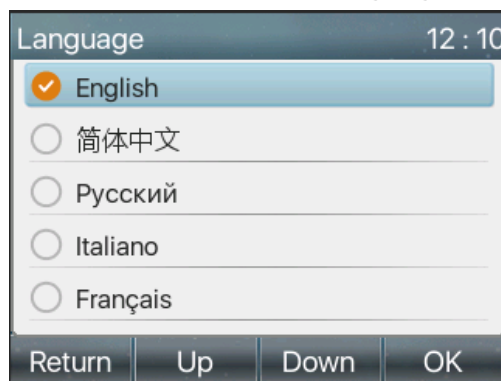 Language 12 : 10
English
简体中文
Русский
Italiano
Français
Return Up Down OK